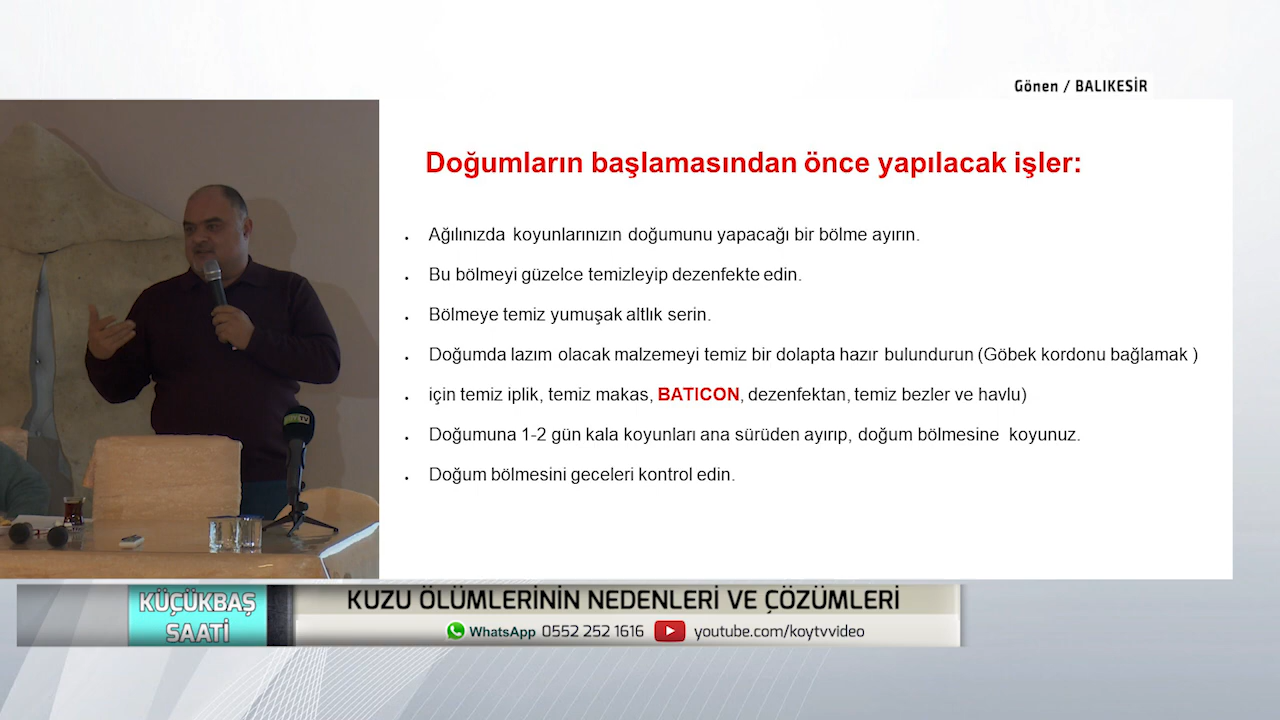 Gönen / BALIKESİR
Doğumların başlamasından önce yapılacak işler:
• Ağılınızda koyunlarınızın doğumunu yapacağı bir bölme ayırın.
• Bu bölmeyi güzelce temizleyip dezenfekte edin.
• Bölmeye temiz yumuşak altlık serin.
• Doğumda lazım olacak malzemeyi temiz bir dolapta hazır bulundurun (Göbek kordonu bağlamak )
• için temiz iplik, temiz makas, BATICON, dezenfektan, temiz bezler ve havlu)
• Doğumuna 1-2 gün kala koyunları ana sürüden ayırıp, doğum bölmesine koyunuz.
• Doğum bölmesini geceleri kontrol edin.
KÜÇÜKBAŞ
SAATİ
KUZU ÖLÜMLERİNİN NEDENLERİ VE ÇÖZÜMLERİ
WhatsApp 0552 252 1616 youtube.com/koytvvideo